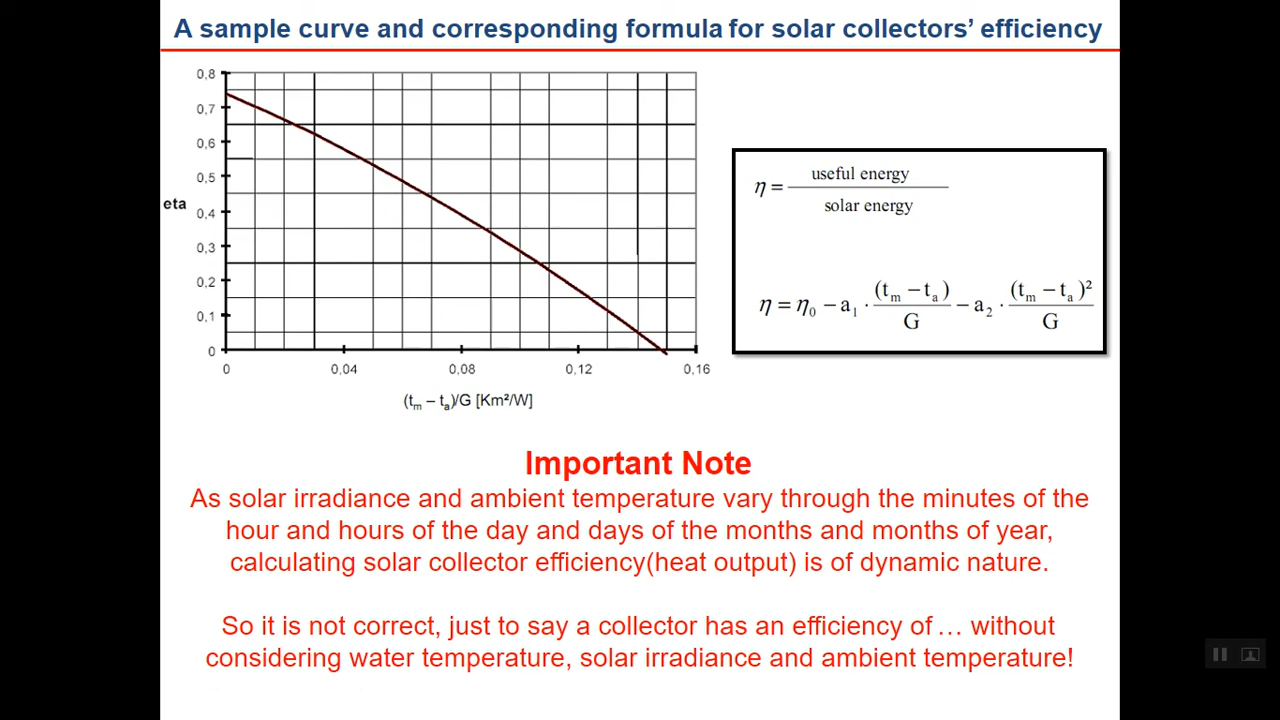 A sample curve and corresponding formula for solar collectors' efficiency
0,8
0,7
0,6
0,5
eta
0,4
0,3
0,2
0,1
0
0 0,04 0,08 0,12 0,16
(tₘ – tₐ)/G [Km²/W]
η = useful energy / solar energy
η = η₀ − a₁ · (tₘ − tₐ) / G − a₂ · (tₘ − tₐ)² / G
Important Note
As solar irradiance and ambient temperature vary through the minutes of the
hour and hours of the day and days of the months and months of year,
calculating solar collector efficiency(heat output) is of dynamic nature.
So it is not correct, just to say a collector has an efficiency of … without
considering water temperature, solar irradiance and ambient temperature!